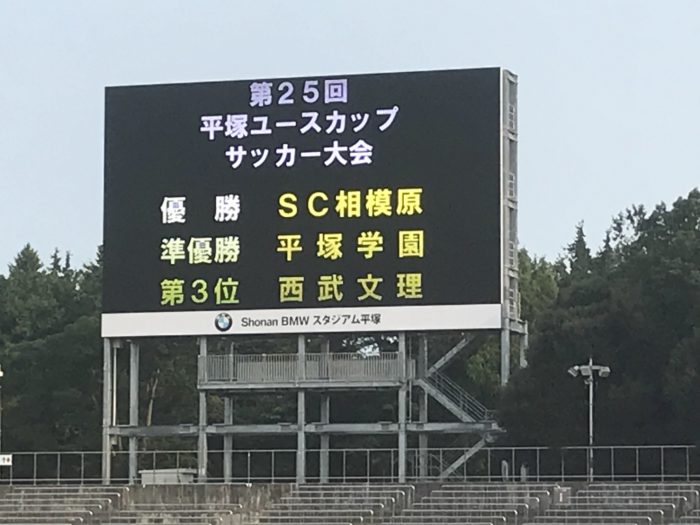 第２５回
平塚ユースカップ
サッカー大会
優勝 ＳＣ相模原
準優勝 平塚学園
第３位 西武文理
Shonan BMW スタジアム平塚